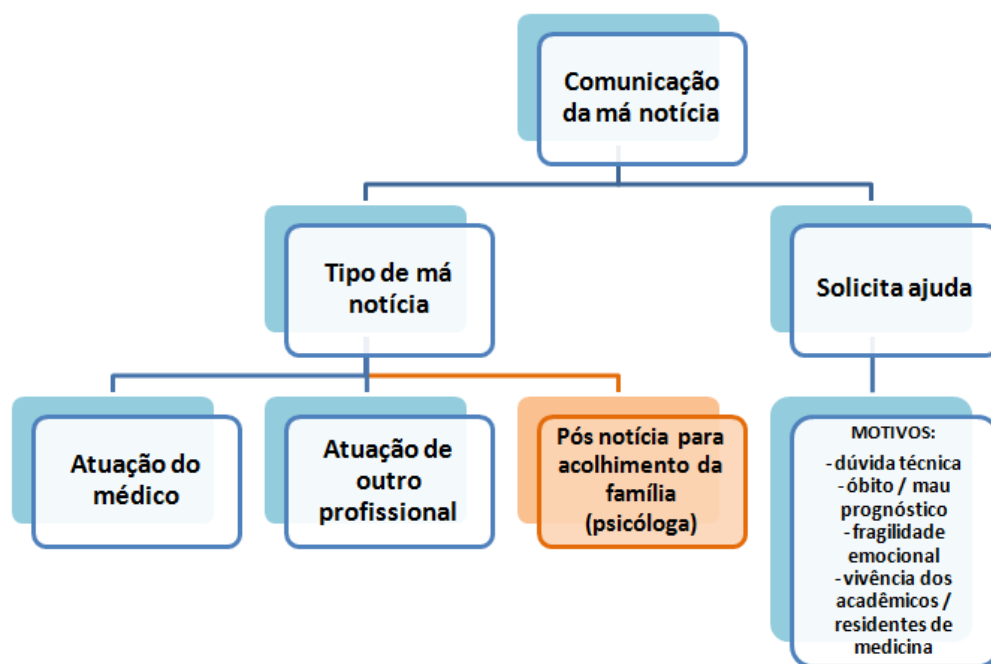 Comunicação
da má notícia
Tipo de má
notícia
Solicita ajuda
Atuação do
médico
Atuação de
outro
profissional
Pós notícia para
acolhimento da
família
(psicóloga)
MOTIVOS:
- dúvida técnica
- óbito / mau
prognóstico
- fragilidade
emocional
- vivência dos
acadêmicos /
residentes de
medicina